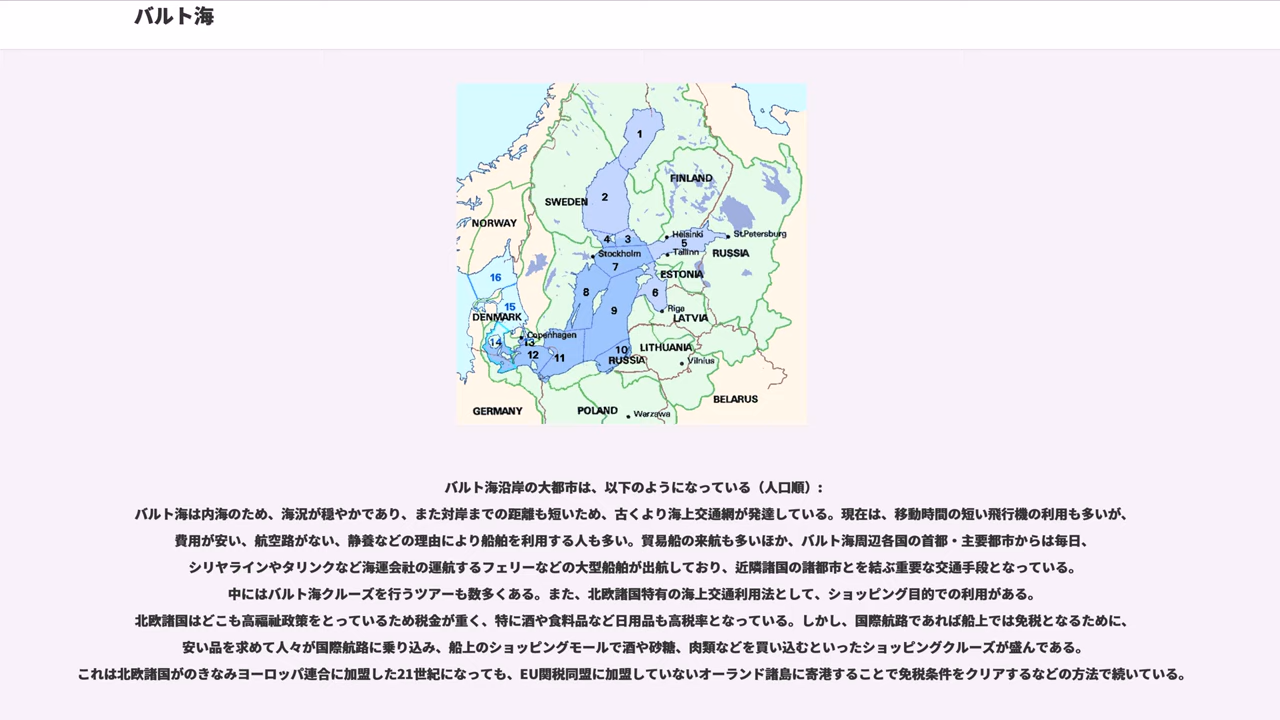 バルト海
1
FINLAND
SWEDEN
2
NORWAY
4
3
Helsinki
St.Petersburg
5
Stockholm
Tallinn
RUSSIA
7
ESTONIA
16
8
6
15
9
Riga
DENMARK
LATVIA
Copenhagen
14
13
10
LITHUANIA
12
11
RUSSIA
Vilnius
BELARUS
GERMANY
POLAND
Warzawa
バルト海沿岸の大都市は、以下のようになっている（人口順）:
バルト海は内海のため、海況が穏やかであり、また対岸までの距離も短いため、古くより海上交通網が発達している。現在は、移動時間の短い飛行機の利用も多いが、
費用が安い、航空路がない、静養などの理由により船舶を利用する人も多い。貿易船の来航も多いほか、バルト海周辺各国の首都・主要都市からは毎日、
シリヤラインやタリンクなど海運会社の運航するフェリーなどの大型船舶が出航しており、近隣諸国の諸都市とを結ぶ重要な交通手段となっている。
中にはバルト海クルーズを行うツアーも数多くある。また、北欧諸国特有の海上交通利用法として、ショッピング目的での利用がある。
北欧諸国はどこも高福祉政策をとっているため税金が重く、特に酒や食料品など日用品も高税率となっている。しかし、国際航路であれば船上では免税となるために、
安い品を求めて人々が国際航路に乗り込み、船上のショッピングモールで酒や砂糖、肉類などを買い込むといったショッピングクルーズが盛んである。
これは北欧諸国がのきなみヨーロッパ連合に加盟した21世紀になっても、EU関税同盟に加盟していないオーランド諸島に寄港することで免税条件をクリアするなどの方法で続いている。